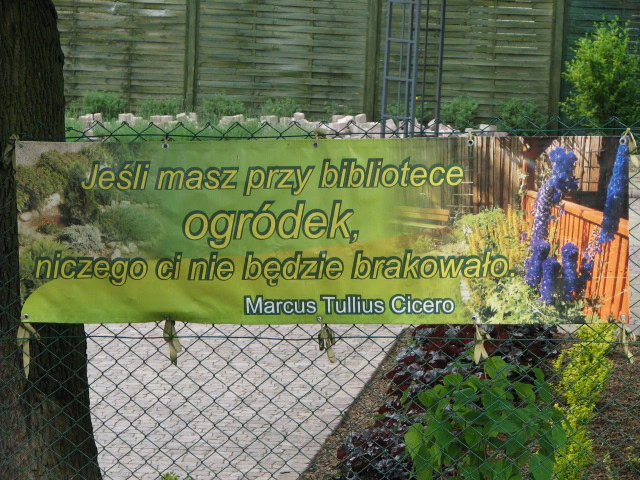 Jeśli masz przy bibliotece
ogródek,
niczego ci nie będzie brakowało.
Marcus Tullius Cicero